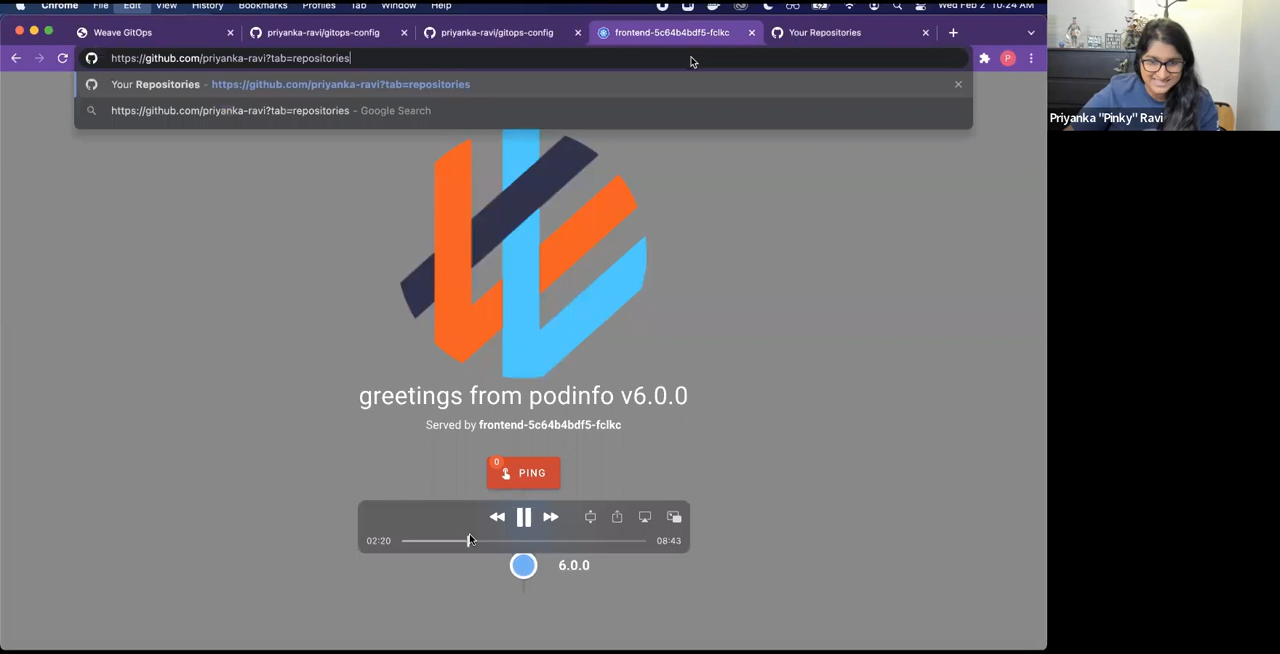 Chrome File Edit View History Bookmarks Profiles Tab Window Help Wed Feb 2 10:24 AM
Weave GitOps priyanka-ravi/gitops-config priyanka-ravi/gitops-config frontend-5c64b4bdf5-fclkc Your Repositories
https://github.com/priyanka-ravi?tab=repositories P
Your Repositories - https://github.com/priyanka-ravi?tab=repositories
https://github.com/priyanka-ravi?tab=repositories - Google Search
Priyanka "Pinky" Ravi
greetings from podinfo v6.0.0
Served by frontend-5c64b4bdf5-fclkc
0
PING
02:20 08:43
6.0.0